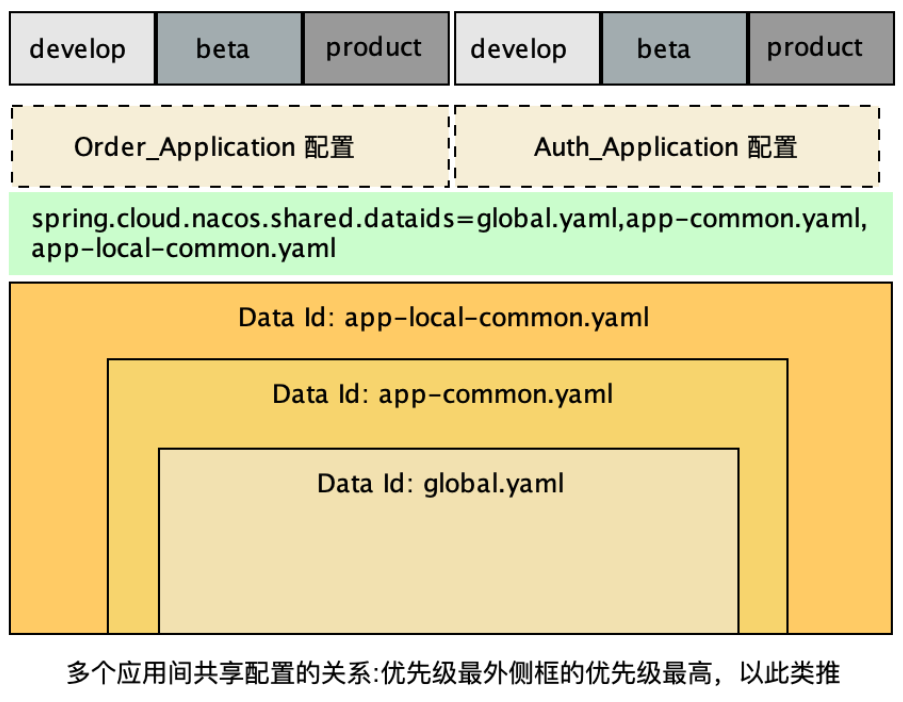 develop beta product develop beta product
Order_Application 配置 Auth_Application 配置
spring.cloud.nacos.shared.dataids=global.yaml,app-common.yaml,
app-local-common.yaml
Data Id: app-local-common.yaml
Data Id: app-common.yaml
Data Id: global.yaml
多个应用间共享配置的关系:优先级最外侧框的优先级最高，以此类推